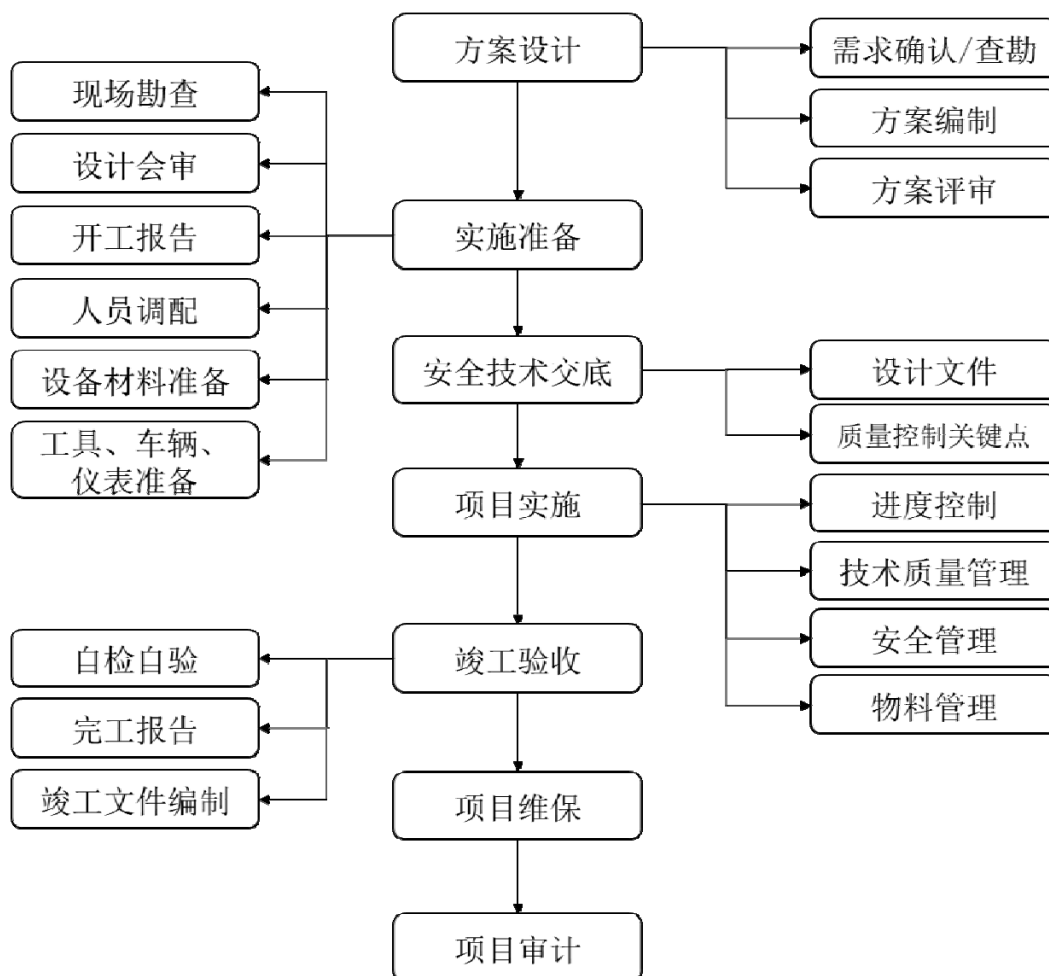 方案设计
需求确认/查勘
方案编制
方案评审
现场勘查
设计会审
开工报告
人员调配
设备材料准备
工具、车辆、
仪表准备
实施准备
安全技术交底
设计文件
质量控制关键点
项目实施
进度控制
技术质量管理
安全管理
物料管理
竣工验收
自检自验
完工报告
竣工文件编制
项目维保
项目审计